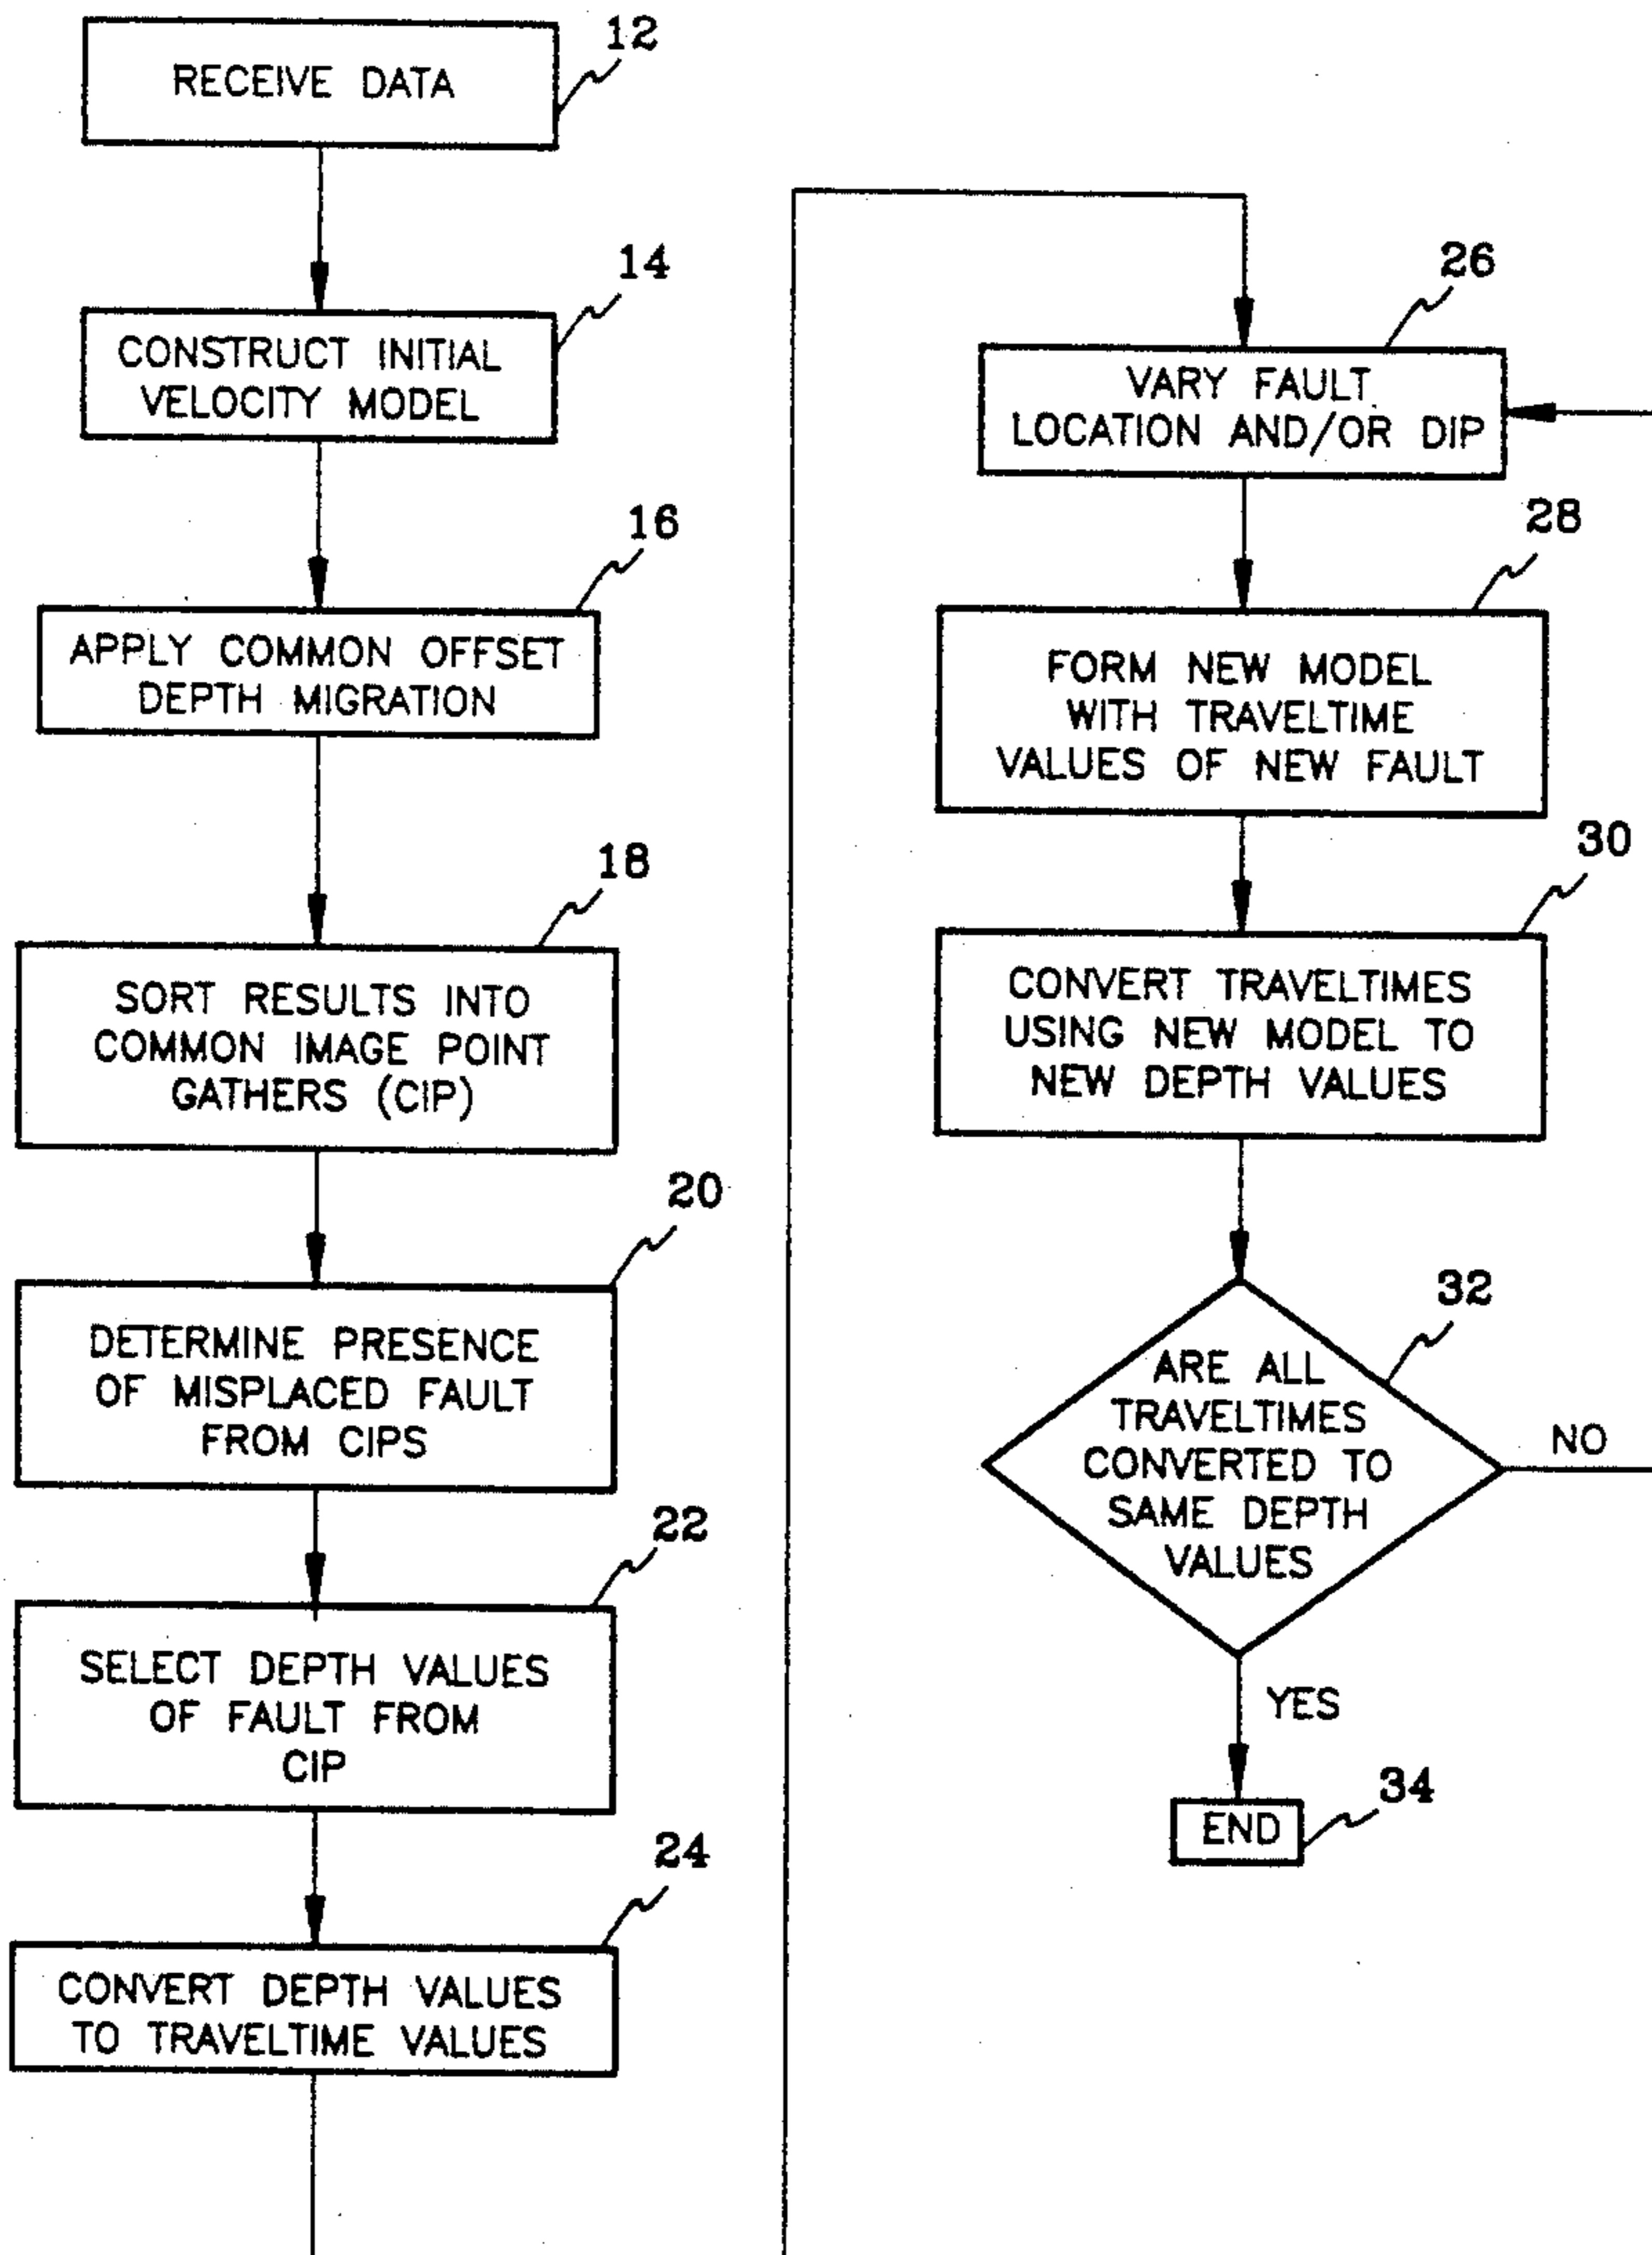 12
RECEIVE DATA
14
CONSTRUCT INITIAL
VELOCITY MODEL
16
APPLY COMMON OFFSET
DEPTH MIGRATION
18
SORT RESULTS INTO
COMMON IMAGE POINT
GATHERS (CIP)
20
DETERMINE PRESENCE
OF MISPLACED FAULT
FROM CIPS
22
SELECT DEPTH VALUES
OF FAULT FROM
CIP
24
CONVERT DEPTH VALUES
TO TRAVELTIME VALUES
26
VARY FAULT
LOCATION AND/OR DIP
28
FORM NEW MODEL
WITH TRAVELTIME
VALUES OF NEW FAULT
30
CONVERT TRAVELTIMES
USING NEW MODEL TO
NEW DEPTH VALUES
32
ARE ALL
TRAVELTIMES
CONVERTED TO
SAME DEPTH
VALUES
NO
YES
34
END